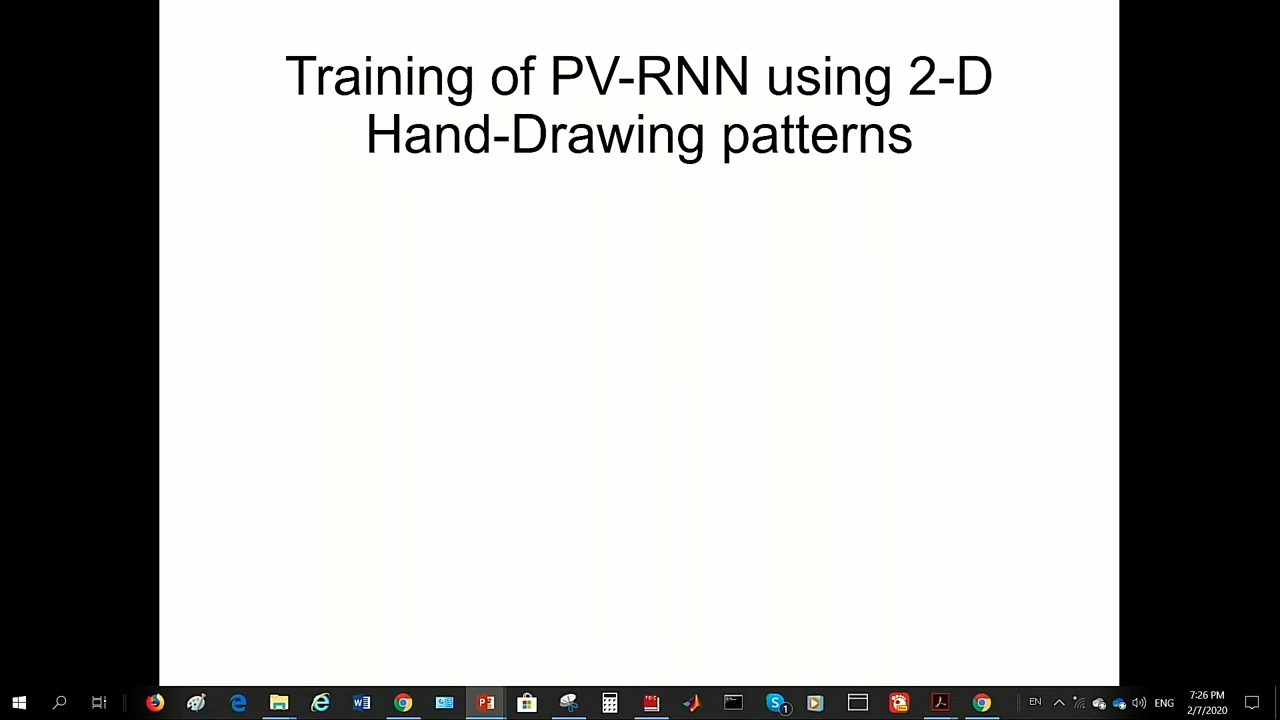 Training of PV-RNN using 2-D
Hand-Drawing patterns
EN
ENG
7:26 PM
2/7/2020